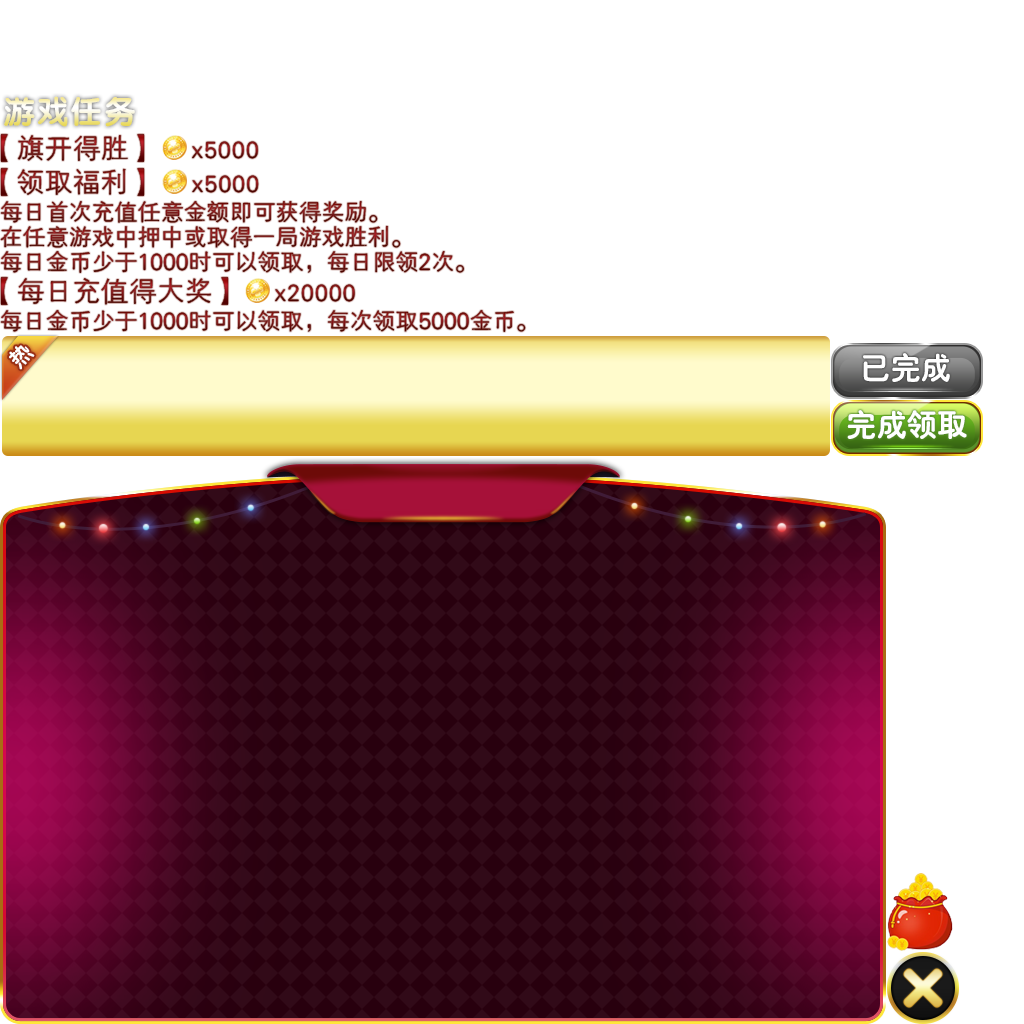 游戏任务
【旗开得胜】x5000
【领取福利】x5000
每日首次充值任意金额即可获得奖励。
在任意游戏中押中或取得一局游戏胜利。
每日金币少于1000时可以领取，每日限领2次。
【每日充值得大奖】x20000
每日金币少于1000时可以领取，每次领取5000金币。
热
已完成
完成领取